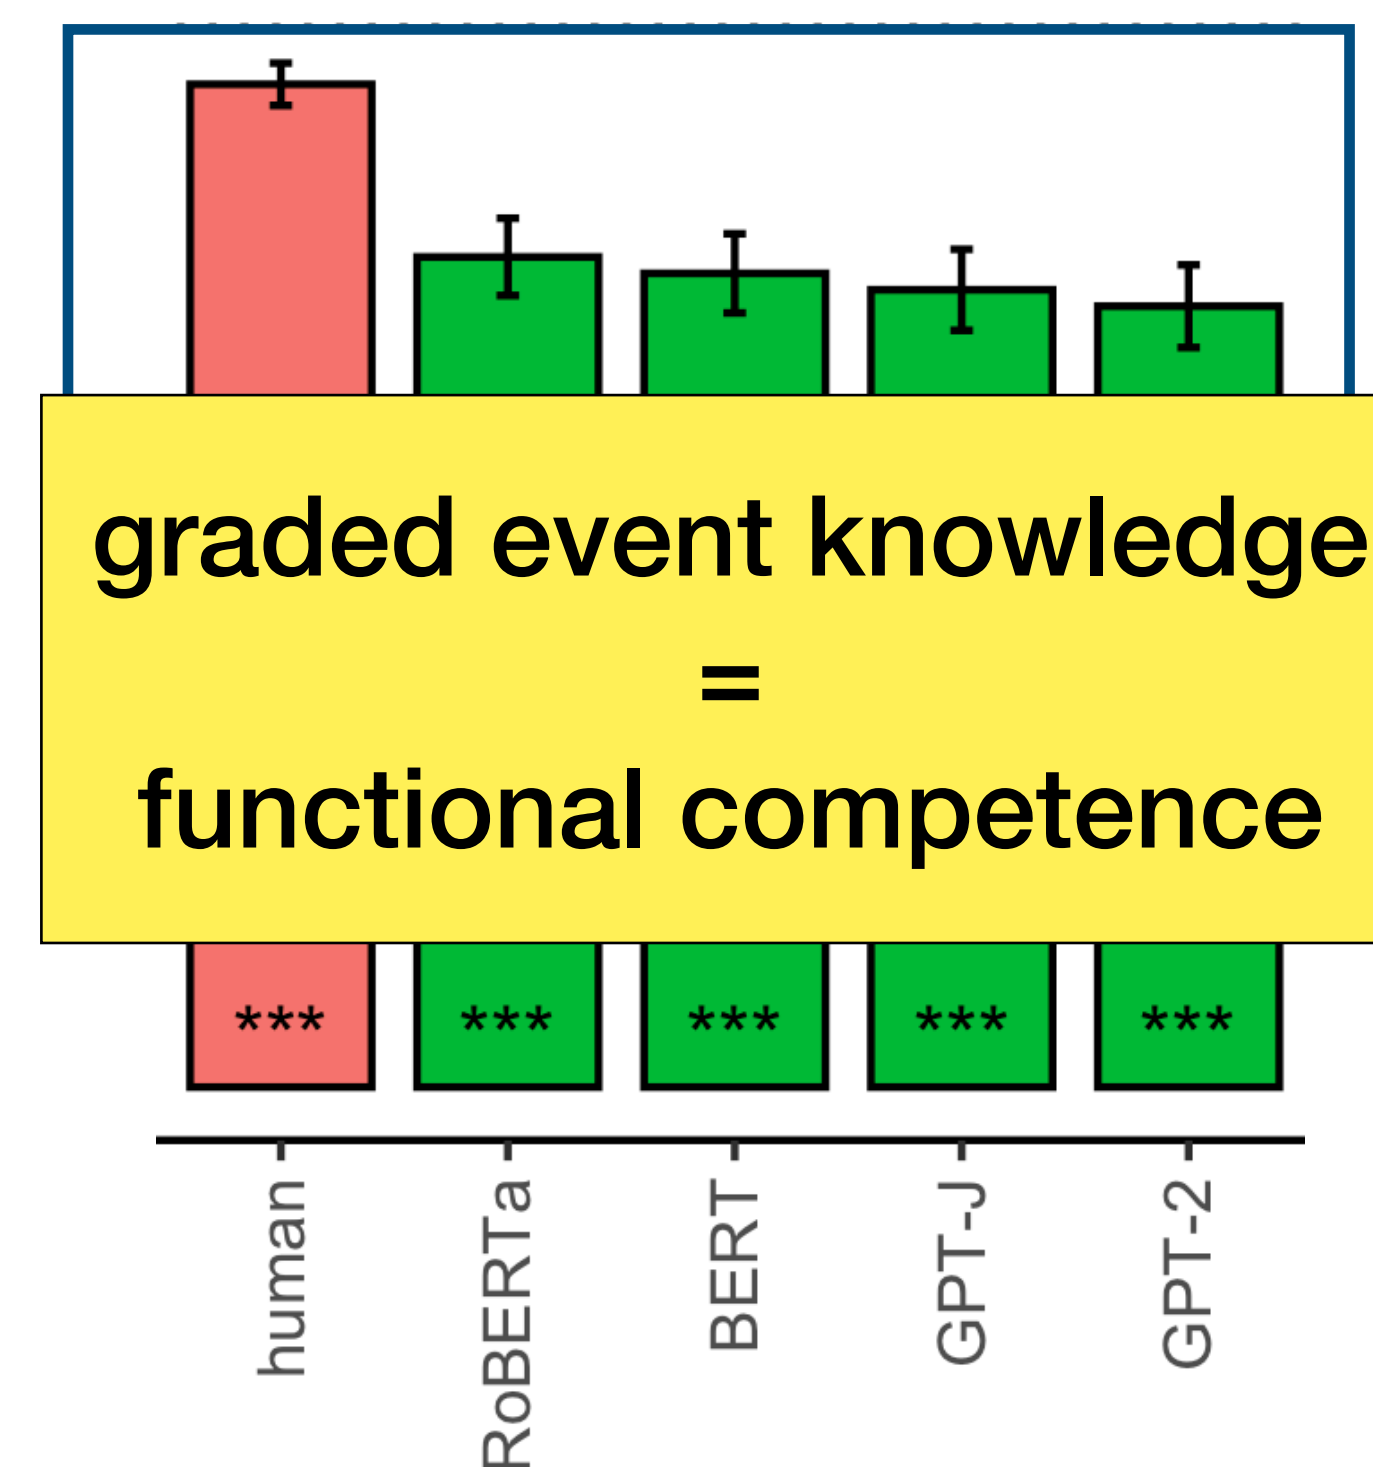 graded event knowledge
=
functional competence
*** *** *** *** ***
human RoBERTa BERT GPT-J GPT-2